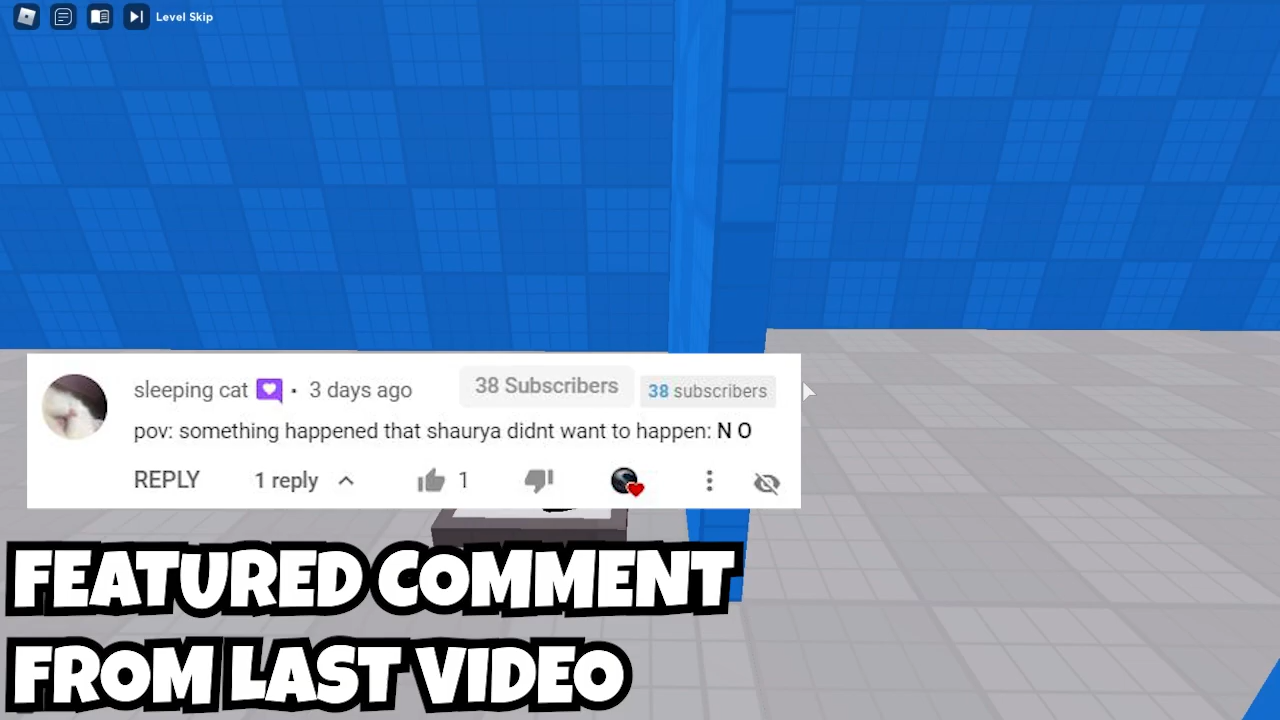 Level Skip
sleeping cat · 3 days ago 38 Subscribers 38 subscribers
pov: something happened that shaurya didnt want to happen: N O
REPLY 1 reply 1
FEATURED COMMENT
FROM LAST VIDEO